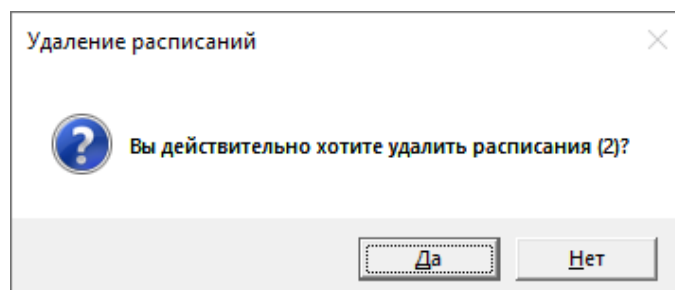 Удаление расписаний
Вы действительно хотите удалить расписания (2)?
Да
Нет